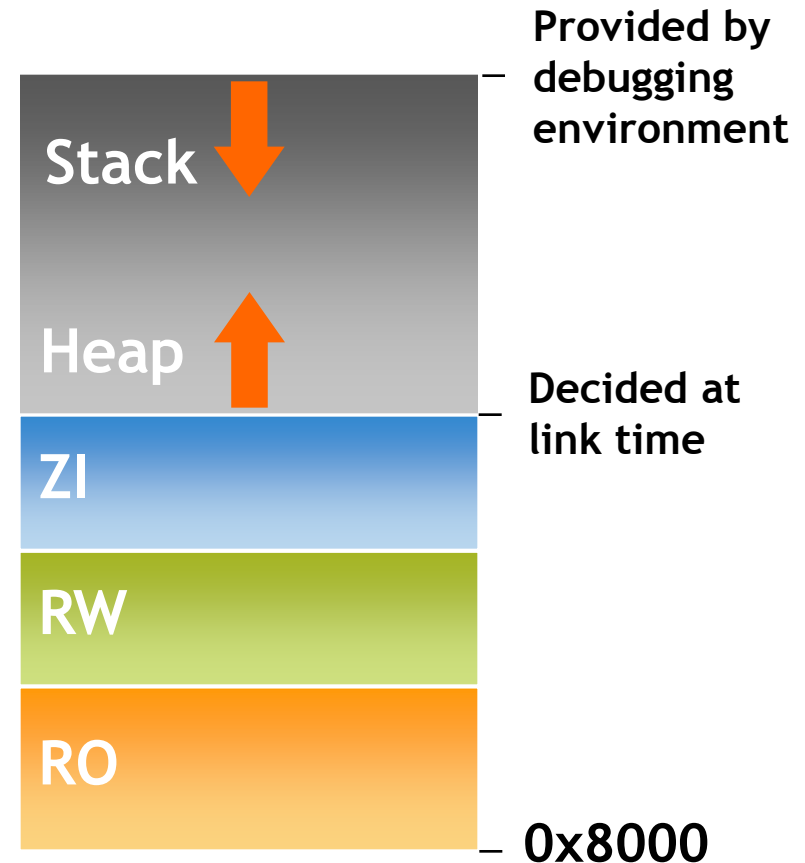 Provided by
debugging
environment
Stack
Heap
Decided at
link time
ZI
RW
RO
0x8000